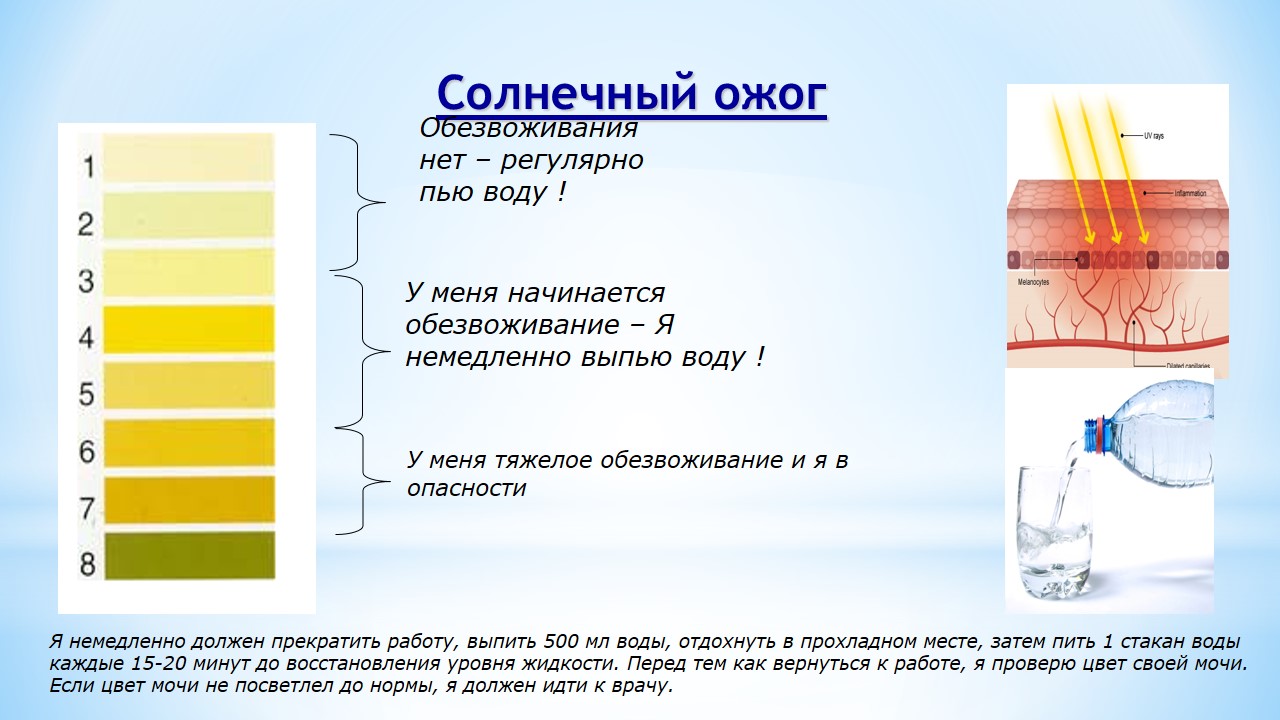 Солнечный ожог
1
2
3
4
5
6
7
8
Обезвоживания
нет – регулярно
пью воду !
У меня начинается
обезвоживание – Я
немедленно выпью воду !
У меня тяжелое обезвоживание и я в
опасности
UV rays
Inflammation
Melanocytes
Dilated capillaries
Я немедленно должен прекратить работу, выпить 500 мл воды, отдохнуть в прохладном месте, затем пить 1 стакан воды
каждые 15-20 минут до восстановления уровня жидкости. Перед тем как вернуться к работе, я проверю цвет своей мочи.
Если цвет мочи не посветлел до нормы, я должен идти к врачу.